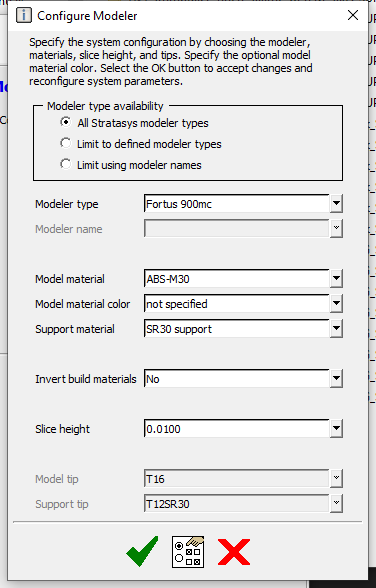 Configure Modeler
Specify the system configuration by choosing the modeler,
materials, slice height, and tips. Specify the optional model
material color. Select the OK button to accept changes and
reconfigure system parameters.
Modeler type availability
All Stratasys modeler types
Limit to defined modeler types
Limit using modeler names
Modeler type Fortus 900mc
Modeler name
Model material ABS-M30
Model material color not specified
Support material SR30 support
Invert build materials No
Slice height 0.0100
Model tip T16
Support tip T12SR30